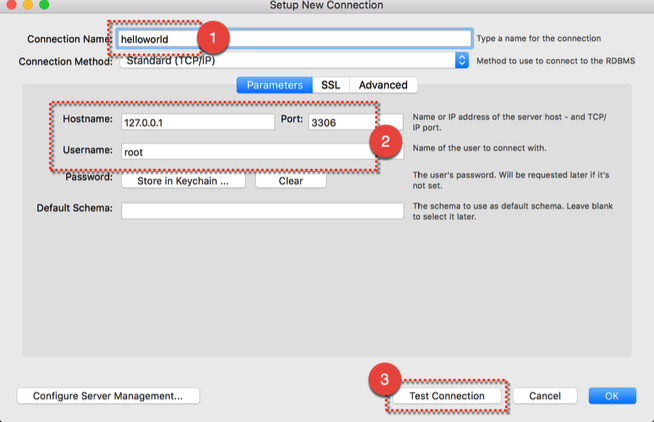 Setup New Connection
Connection Name: helloworld 1 Type a name for the connection
Connection Method: Standard (TCP/IP) Method to use to connect to the RDBMS
Parameters SSL Advanced
Hostname: 127.0.0.1 Port: 3306 Name or IP address of the server host - and TCP/
IP port.
2
Username: root Name of the user to connect with.
Password: Store in Keychain ... Clear The user's password. Will be requested later if it's
not set.
Default Schema: The schema to use as default schema. Leave blank
to select it later.
3
Configure Server Management... Test Connection Cancel OK